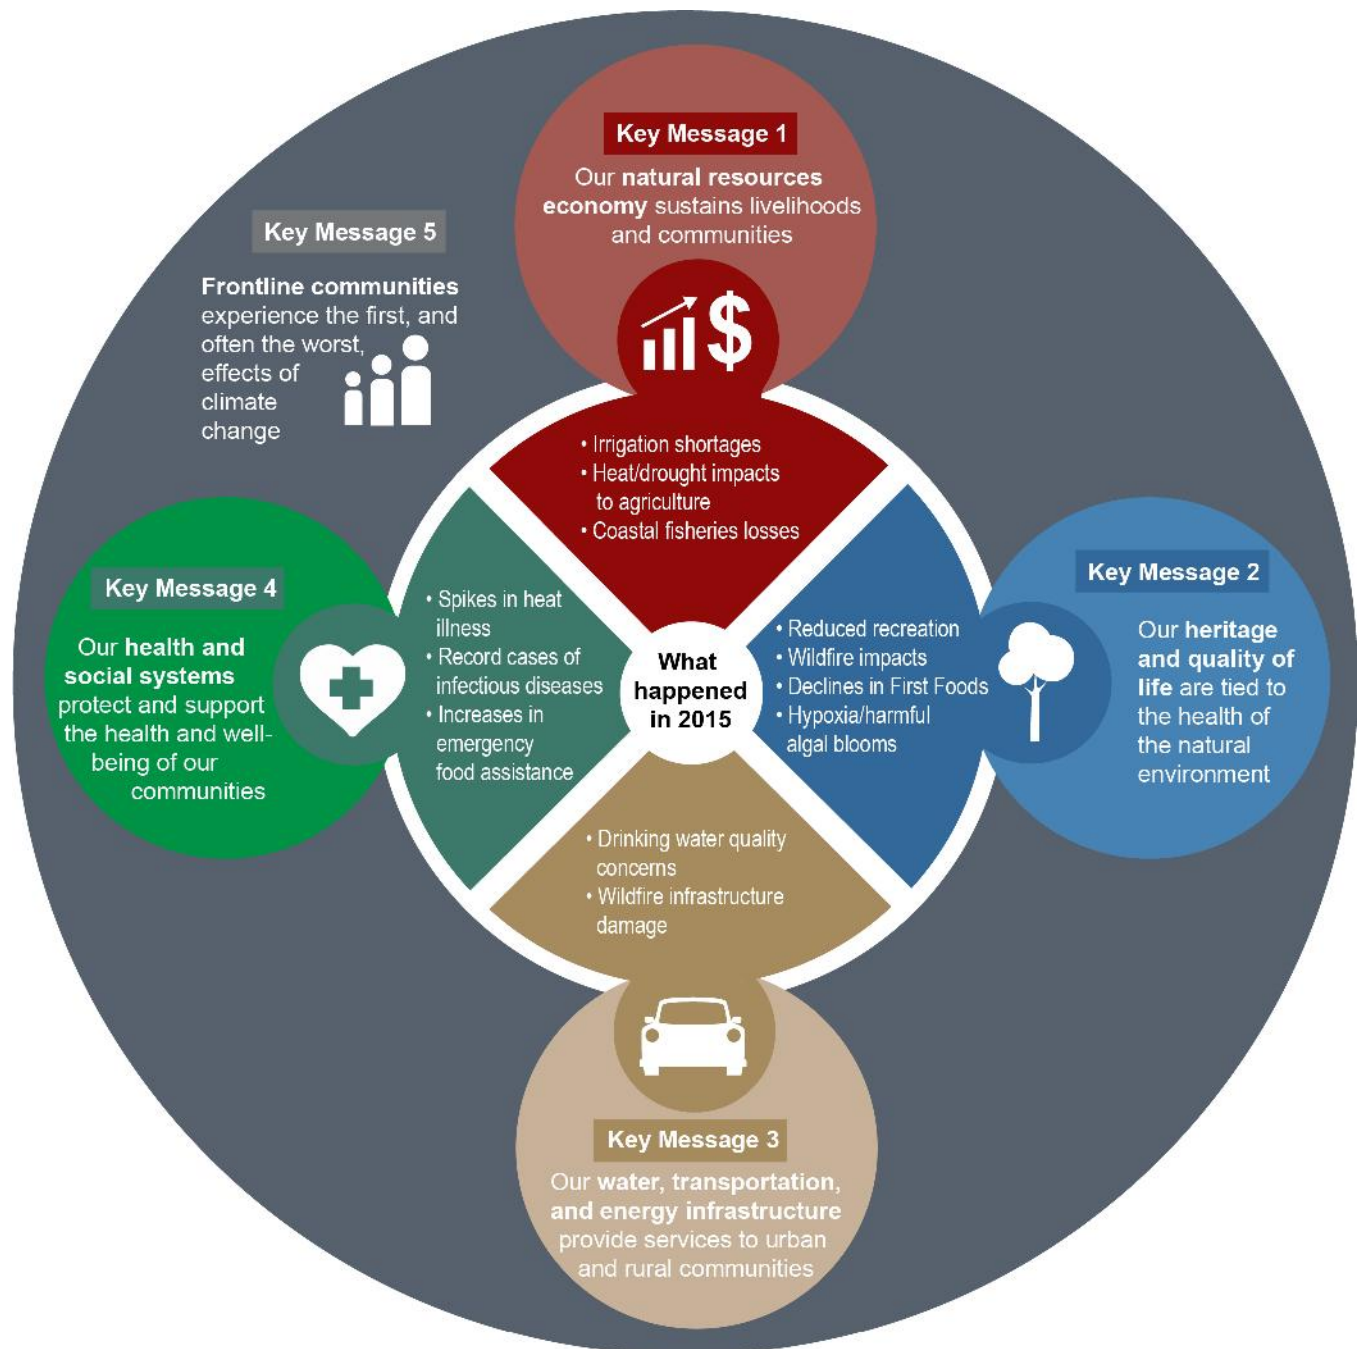 Key Message 1
Our natural resources
economy sustains livelihoods
and communities
$
• Irrigation shortages
• Heat/drought impacts
to agriculture
• Coastal fisheries losses
Key Message 5
Frontline communities
experience the first, and
often the worst,
effects of
climate
change
Key Message 4
Our health and
social systems
protect and support
the health and well-
being of our
communities
• Spikes in heat
illness
• Record cases of
infectious diseases
• Increases in
emergency
food assistance
What
happened
in 2015
• Reduced recreation
• Wildfire impacts
• Declines in First Foods
• Hypoxia/harmful
algal blooms
Key Message 2
Our heritage
and quality of
life are tied to
the health of
the natural
environment
• Drinking water quality
concerns
• Wildfire infrastructure
damage
Key Message 3
Our water, transportation,
and energy infrastructure
provide services to urban
and rural communities